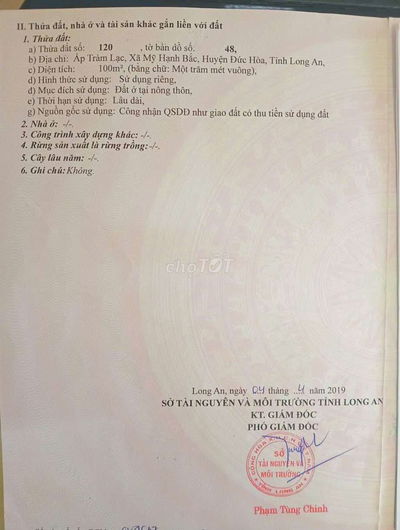 II. Thửa đất, nhà ở và tài sản khác gắn liền với đất
1. Thửa đất:
a) Thửa đất số: 120 , tờ bản đồ số: 48,
b) Địa chỉ: Ấp Tràm Lạc, Xã Mỹ Hạnh Bắc, Huyện Đức Hòa, Tỉnh Long An,
c) Diện tích: 100m², (bằng chữ: Một trăm mét vuông),
d) Hình thức sử dụng: Sử dụng riêng,
đ) Mục đích sử dụng: Đất ở tại nông thôn,
e) Thời hạn sử dụng: Lâu dài,
g) Nguồn gốc sử dụng: Công nhận QSDĐ như giao đất có thu tiền sử dụng đất
2. Nhà ở: -/-.
3. Công trình xây dựng khác: -/-.
4. Rừng sản xuất là rừng trồng:-/-.
5. Cây lâu năm: -/-.
6. Ghi chú:Không.
choTỐT
Long An, ngày 04 tháng 4 năm 2019
SỞ TÀI NGUYÊN VÀ MÔI TRƯỜNG TỈNH LONG AN
KT. GIÁM ĐỐC
PHÓ GIÁM ĐỐC
SỞ
TÀI NGUYÊN VÀ
MÔI TRƯỜNG
TỈNH LONG AN
Phạm Tùng Chinh